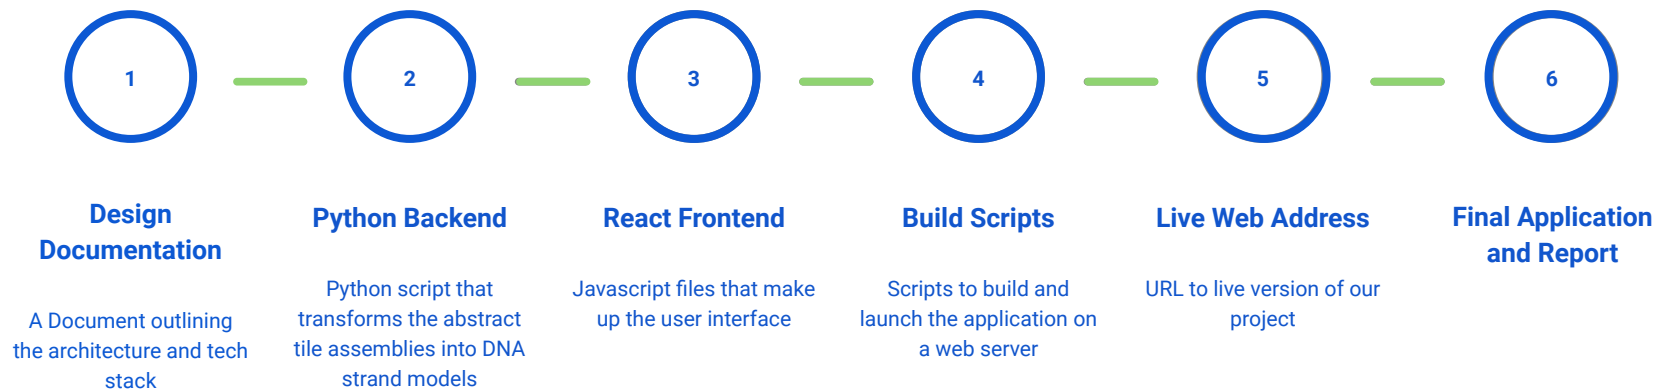 1
2
3
4
5
6
Design
Documentation
A Document outlining
the architecture and tech
stack
Python Backend
Python script that
transforms the abstract
tile assemblies into DNA
strand models
React Frontend
Javascript files that make
up the user interface
Build Scripts
Scripts to build and
launch the application on
a web server
Live Web Address
URL to live version of our
project
Final Application
and Report